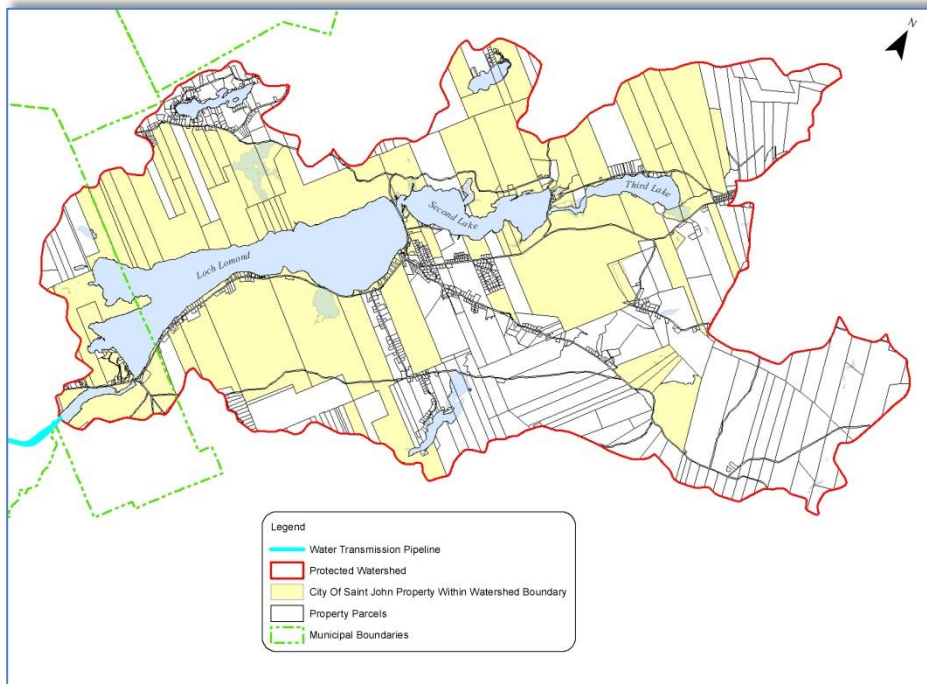 N
Third Lake
Second Lake
Loch Lomond
Legend
Water Transmission Pipeline
Protected Watershed
City Of Saint John Property Within Watershed Boundary
Property Parcels
Municipal Boundaries